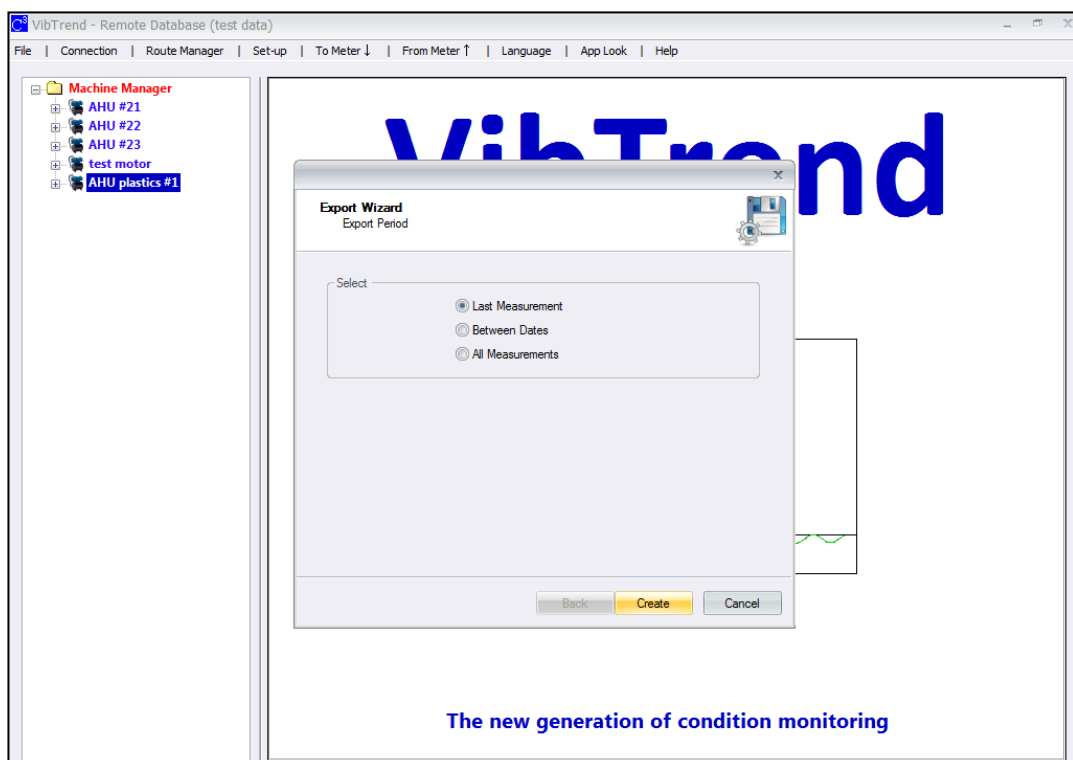 C3 VibTrend - Remote Database (test data)
File | Connection | Route Manager | Set-up | To Meter ↓ | From Meter ↑ | Language | App Look | Help
Machine Manager
AHU #21
AHU #22
AHU #23
test motor
AHU plastics #1
VibTrend
Export Wizard
Export Period
Select
Last Measurement
Between Dates
All Measurements
Back Create Cancel
The new generation of condition monitoring